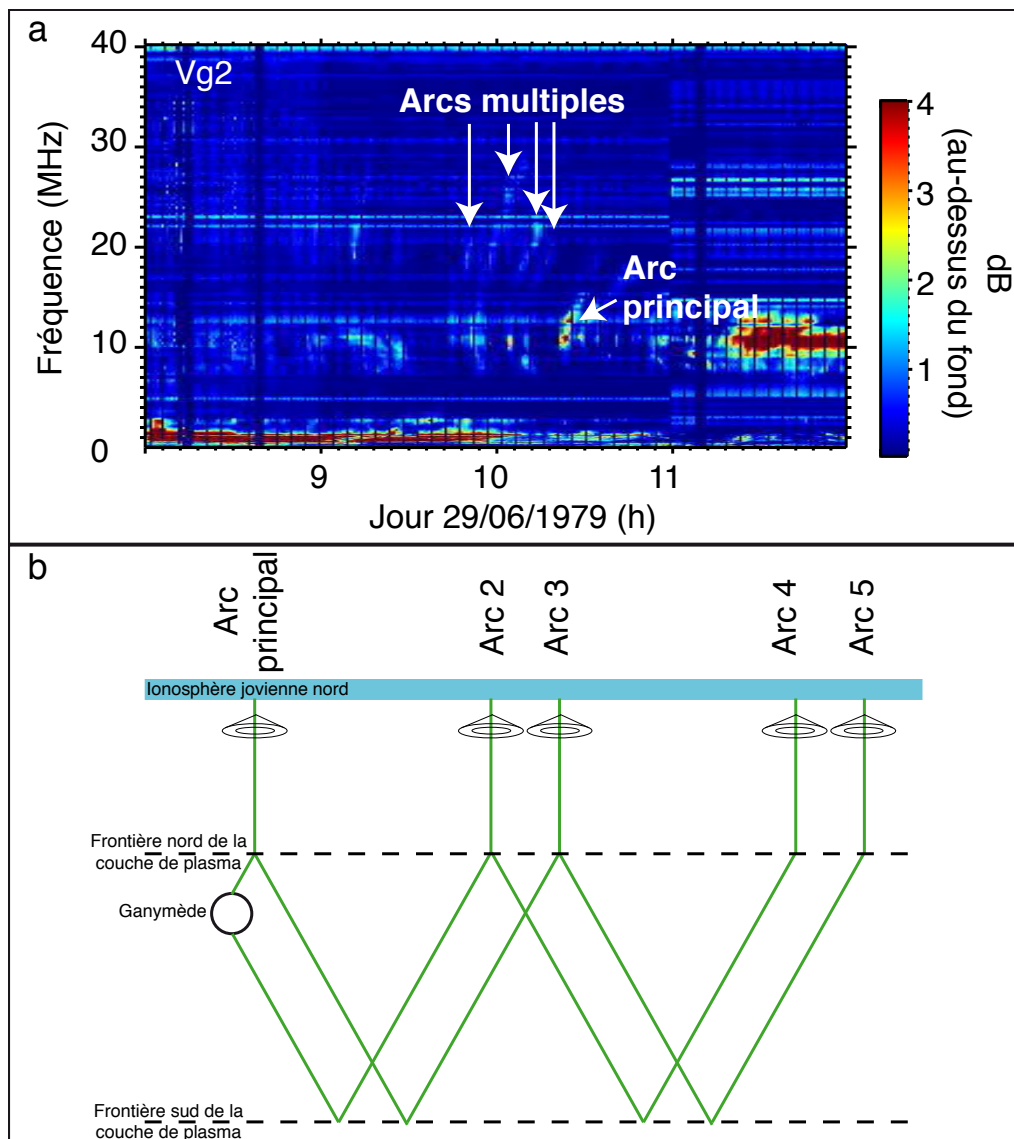 a
40
Vg2
Arcs multiples
30
20
Arc
principal
10
0
Fréquence (MHz)
9
10
11
Jour 29/06/1979 (h)
4
3
2
1
dB
(au-dessus du fond)
b
Arc
principal
Arc 2
Arc 3
Arc 4
Arc 5
Ionosphère jovienne nord
Frontière nord de la
couche de plasma
Ganymède
Frontière sud de la
couche de plasma